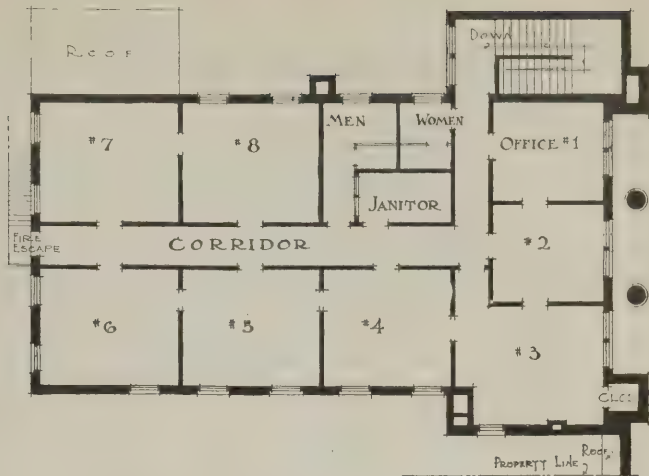 DOWN
ROOF
MEN
WOMEN
OFFICE #1
#7
#8
JANITOR
FIRE
ESCAPE
CORRIDOR
#2
#6
#5
#4
#3
CLO.
PROPERTY LINE
ROOF